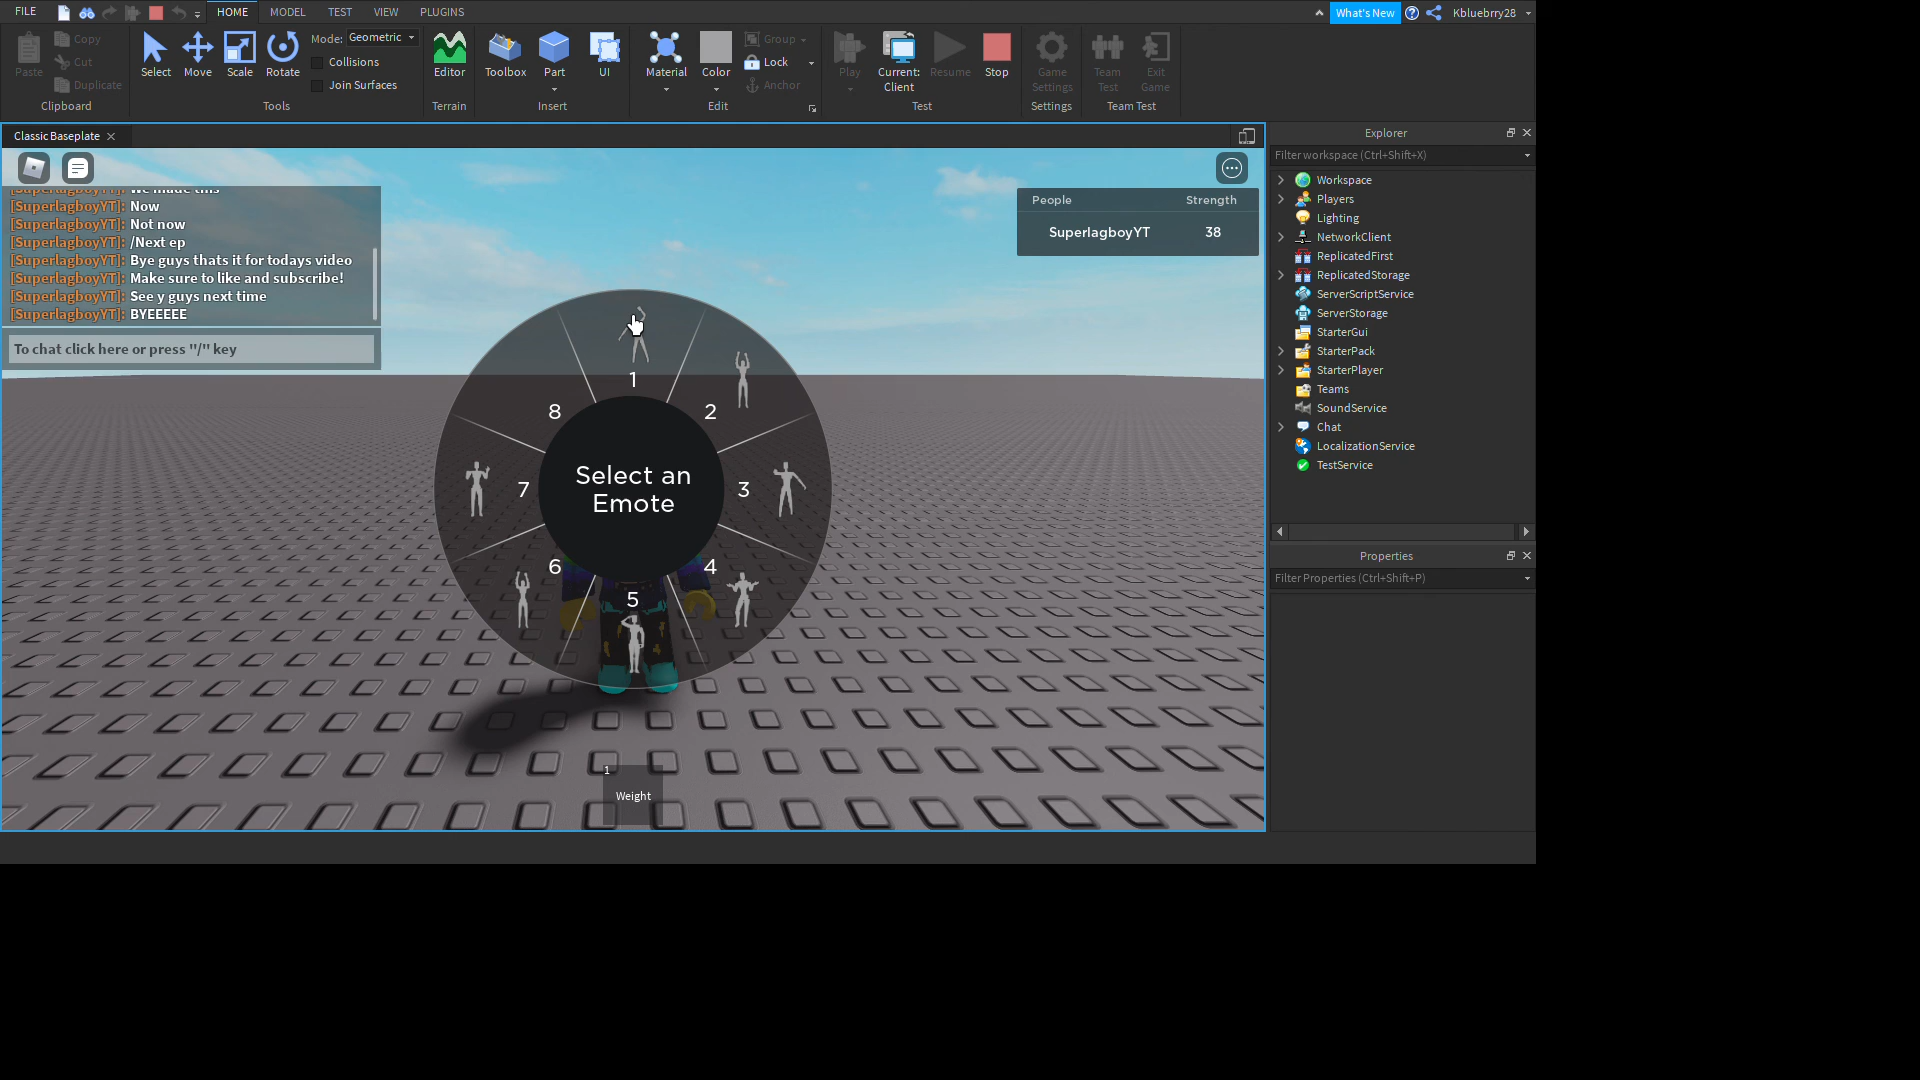 FILE
HOME
MODEL
TEST
VIEW
PLUGINS
What's New
Kbluebrry28
Paste
Copy
Cut
Duplicate
Clipboard
Select
Move
Scale
Rotate
Mode: Geometric
Collisions
Join Surfaces
Tools
Editor
Terrain
Toolbox
Part
UI
Insert
Material
Color
Group
Lock
Anchor
Edit
Play
Current:
Client
Resume
Stop
Test
Game
Settings
Settings
Team
Test
Exit
Game
Team Test
Classic Baseplate
[SuperlagboyYT]: We made this
[SuperlagboyYT]: Now
[SuperlagboyYT]: Not now
[SuperlagboyYT]: /Next ep
[SuperlagboyYT]: Bye guys thats it for todays video
[SuperlagboyYT]: Make sure to like and subscribe!
[SuperlagboyYT]: See y guys next time
[SuperlagboyYT]: BYEEEEE
To chat click here or press "/" key
People Strength
SuperlagboyYT 38
1
2
3
4
5
6
7
8
Select an
Emote
1
Weight
Explorer
Filter workspace (Ctrl+Shift+X)
Workspace
Players
Lighting
NetworkClient
ReplicatedFirst
ReplicatedStorage
ServerScriptService
ServerStorage
StarterGui
StarterPack
StarterPlayer
Teams
SoundService
Chat
LocalizationService
TestService
Properties
Filter Properties (Ctrl+Shift+P)